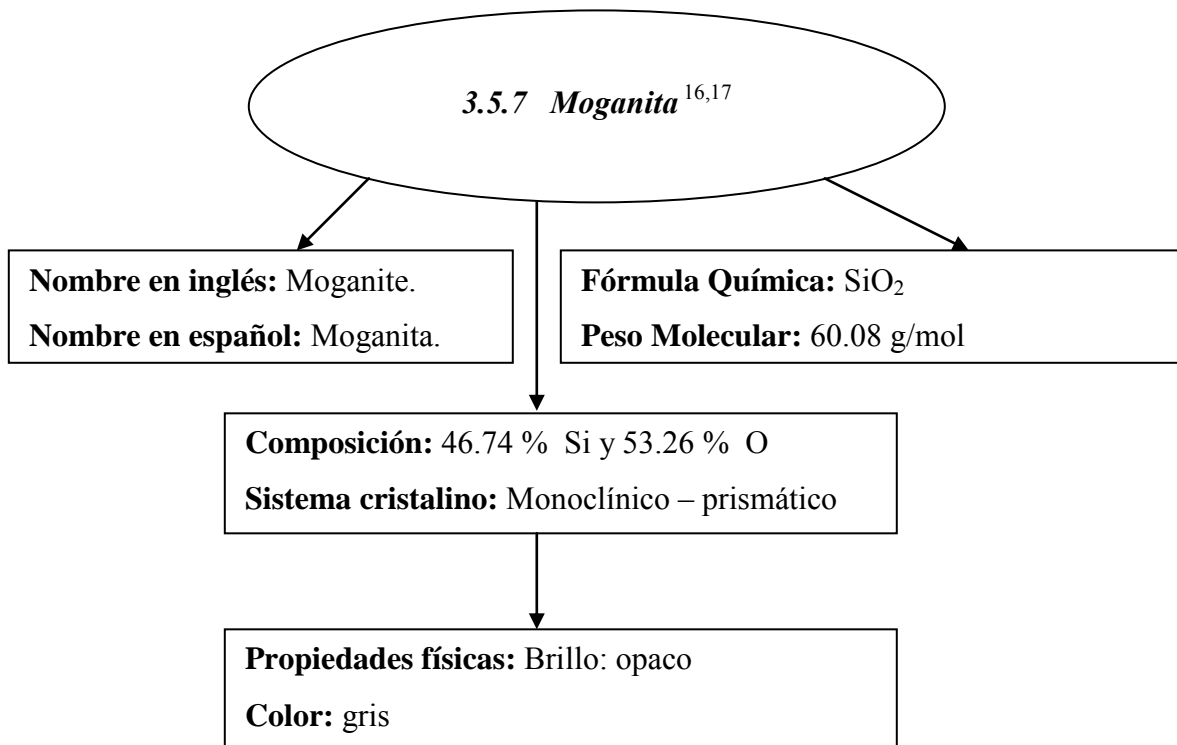 3.5.7 Moganita 16,17
Nombre en inglés: Moganite.
Nombre en español: Moganita.
Fórmula Química: SiO2
Peso Molecular: 60.08 g/mol
Composición: 46.74 % Si y 53.26 % O
Sistema cristalino: Monoclínico – prismático
Propiedades físicas: Brillo: opaco
Color: gris